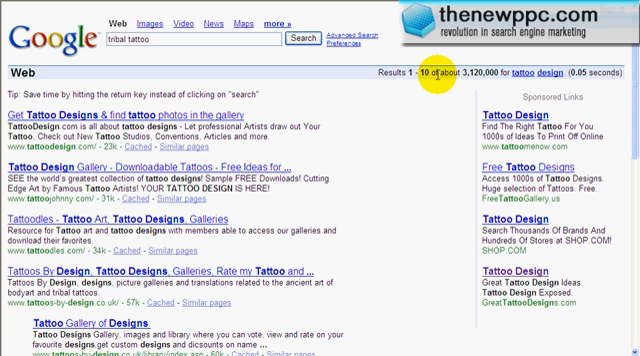 Web Images Video News Maps more »
thenewppc.com
revolution in search engine marketing
Google
tribal tattoo
Search
Advanced Search
Preferences
Web
Results 1 - 10 of about 3,120,000 for tattoo design. (0.05 seconds)
Tip: Save time by hitting the return key instead of clicking on "search"
Get Tattoo Designs & find tattoo photos in the gallery
TattooDesign.com is all about tattoo designs - Let professional Artists draw out Your
Tattoo. Check out New Tattoo Studios, Conventions, Articles and more.
www.tattoodesign.com/ - 23k - Cached - Similar pages
Tattoo Design Gallery - Downloadable Tattoos - Free Ideas for ...
SEE the world's greatest collection of tattoo designs! Sample FREE Downloads! Cutting
Edge Art by Famous Tattoo Artists! YOUR TATTOO DESIGN IS HERE!
www.tattoojohnny.com/ - 31k - Cached - Similar pages
Tattoodles - Tattoo Art, Tattoo Designs, Galleries
Resource for Tattoo art and tattoo designs with members able to access our galleries and
download their favorites.
www.tattoodles.com/ - 34k - Cached - Similar pages
Tattoos By Design, Tattoo Designs, Galleries, Rate my Tattoo and ...
Tattoos By Design, designs, picture galleries and translations related to the ancient art of
bodyart and tribal tattoos.
www.tattoos-by-design.co.uk/ - 57k - Cached - Similar pages
Tattoo Gallery of Designs:
Tattoo Designs Gallery, images and library where you can vote, view and rate on your
favourite designs,get custom designs and dicsounts on name ...
www.tattoos-by-design.co.uk/library/index.asp - 60k - Cached - Similar pages
Sponsored Links
Tattoo Design
Find The Right Tattoo For You
1000s of Ideas To Print Off Online
www.tattoomenow.com
Free Tattoo Designs
Access 1000s of Tattoo Designs.
Huge selection of Tattoos. Free.
FreeTattooGallery.us
Tattoo Design
Search Thousands Of Brands And
Hundreds Of Stores at SHOP.COM!
SHOP.COM
Tattoo Design
Great Tattoo Design Ideas.
Tattoo Design Exposed.
GreatTattooDesigns.com